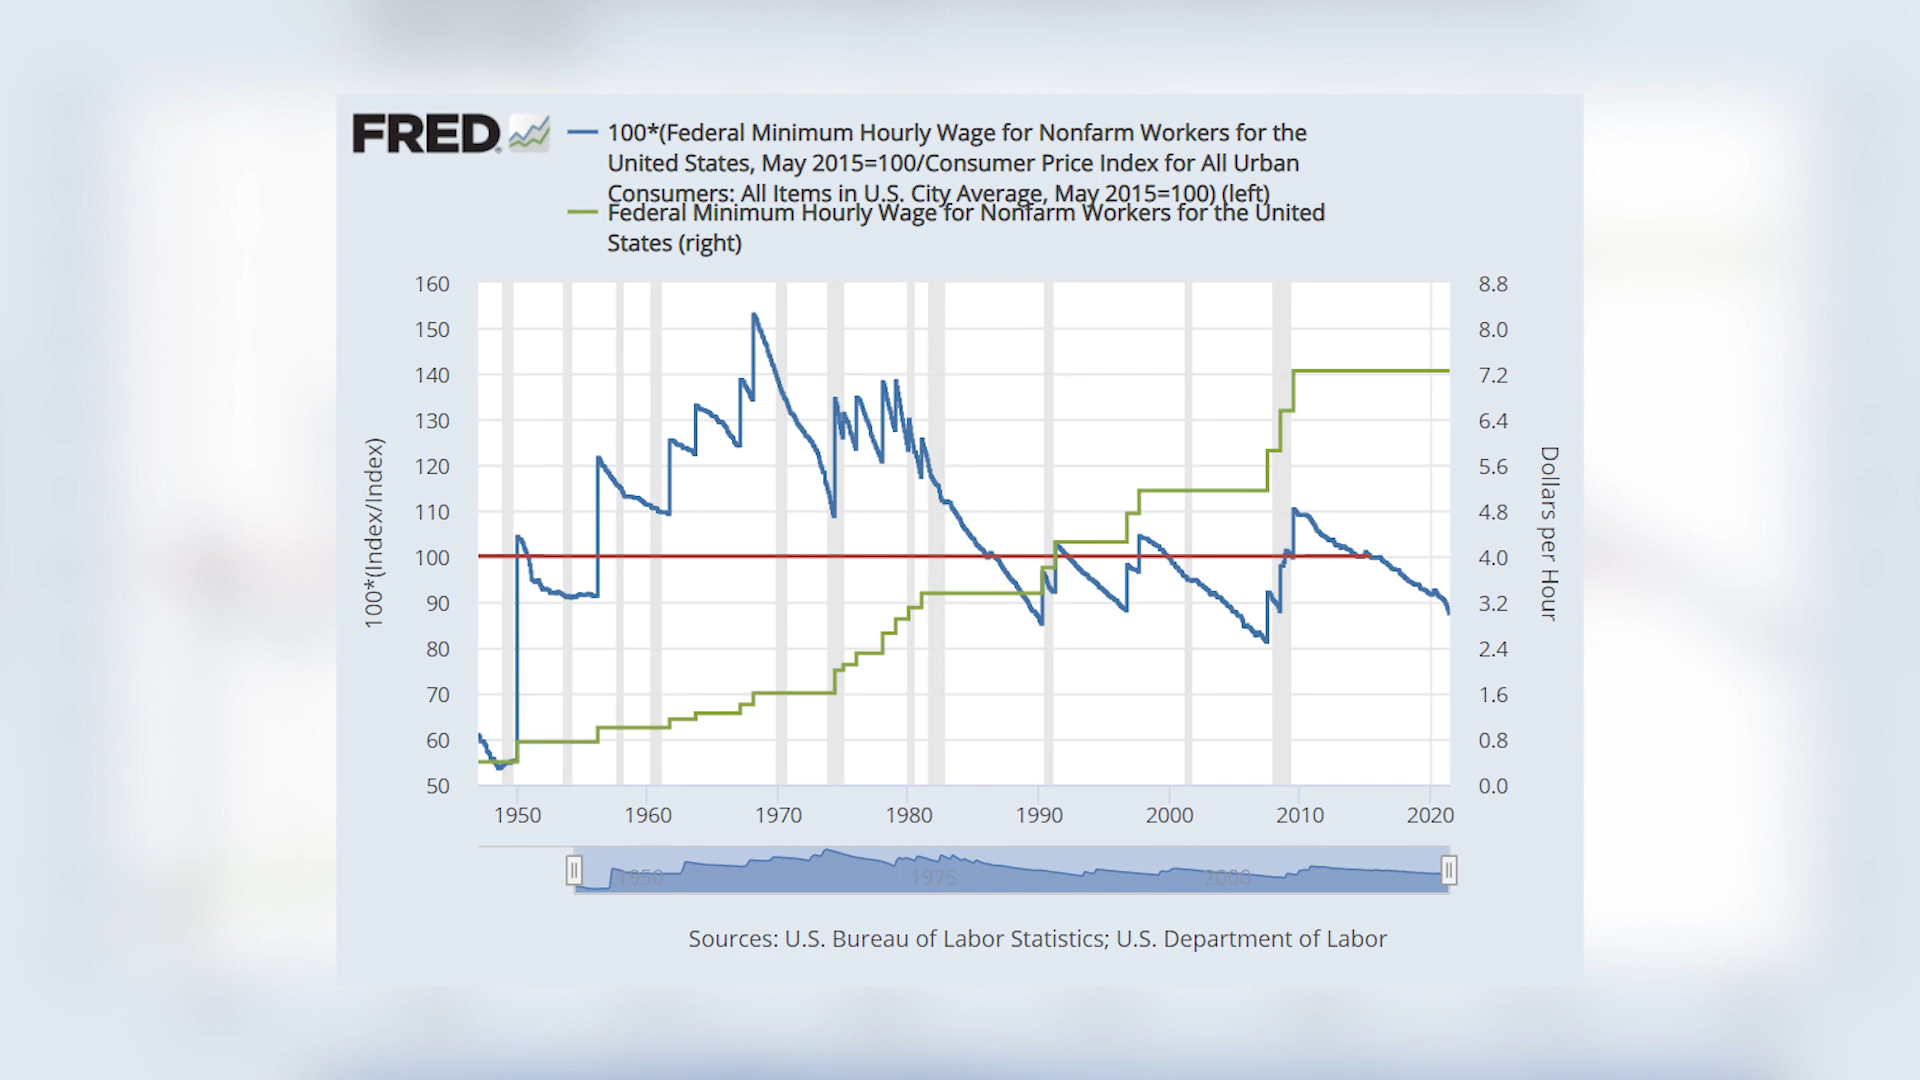 FRED
100*(Federal Minimum Hourly Wage for Nonfarm Workers for the
United States, May 2015=100/Consumer Price Index for All Urban
Consumers: All Items in U.S. City Average, May 2015=100) (left)
Federal Minimum Hourly Wage for Nonfarm Workers for the United
States (right)
160
150
140
130
120
110
100
90
80
70
60
50
100*(Index/Index)
8.8
8.0
7.2
6.4
5.6
4.8
4.0
3.2
2.4
1.6
0.8
0.0
Dollars per Hour
1950 1960 1970 1980 1990 2000 2010 2020
1950 1975 2000
Sources: U.S. Bureau of Labor Statistics; U.S. Department of Labor